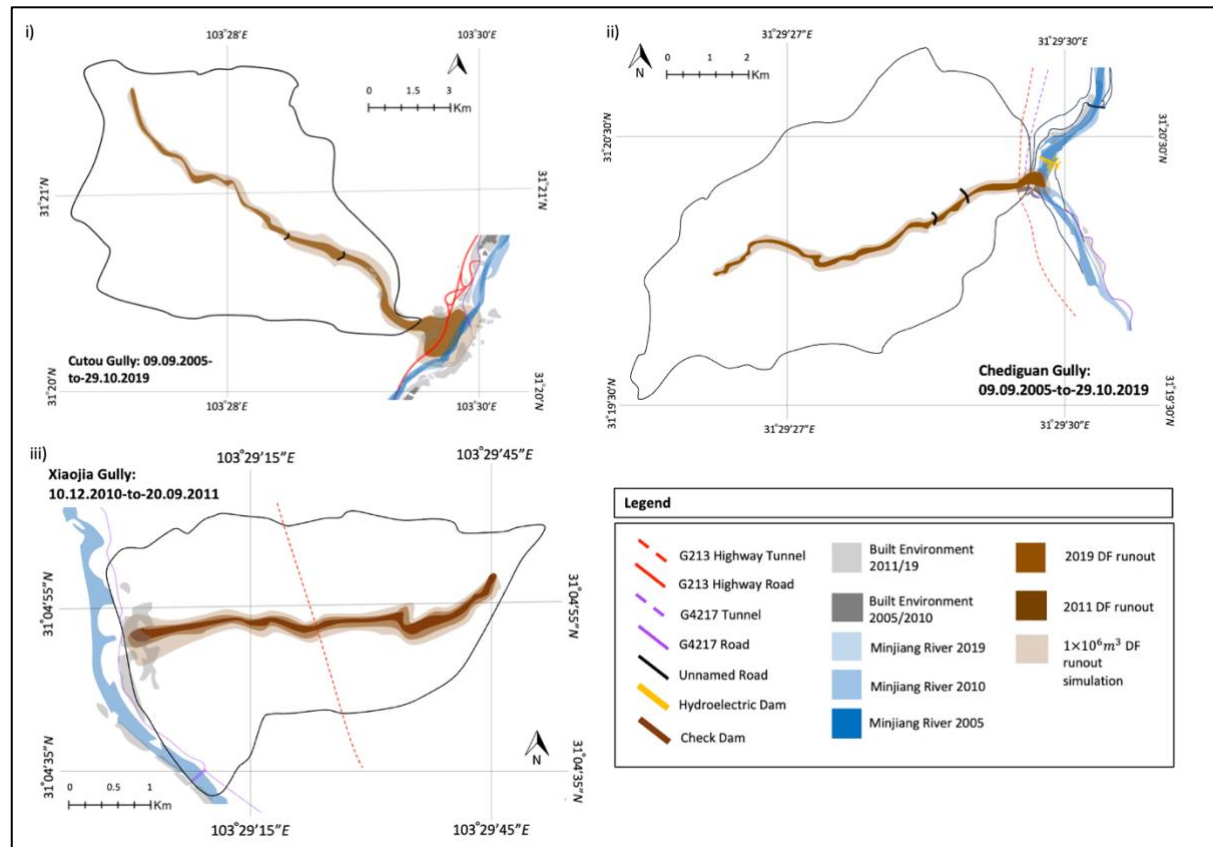 i)
103°28'E
103°30'E
N
0 1.5 3
Km
31°21'N
31°21'N
Cutou Gully: 09.09.2005-
to-29.10.2019
31°20'N
31°20'N
103°28'E
103°30'E
ii)
31°29'27"E
31°29'30"E
N
0 1 2
Km
31°20'30"N
31°20'30"N
Chediguan Gully:
09.09.2005-to-29.10.2019
31°19'30"N
31°19'30"N
31°29'27"E
31°29'30"E
iii)
103°29'15"E
103°29'45"E
Xiaojia Gully:
10.12.2010-to-20.09.2011
31°04'55"N
31°04'55"N
N
31°04'35"N
31°04'35"N
0 0.5 1
Km
103°29'15"E
103°29'45"E
Legend
G213 Highway Tunnel
G213 Highway Road
G4217 Tunnel
G4217 Road
Unnamed Road
Hydroelectric Dam
Check Dam
Built Environment
2011/19
Built Environment
2005/2010
Minjiang River 2019
Minjiang River 2010
Minjiang River 2005
2019 DF runout
2011 DF runout
1×10⁶m³ DF
runout
simulation